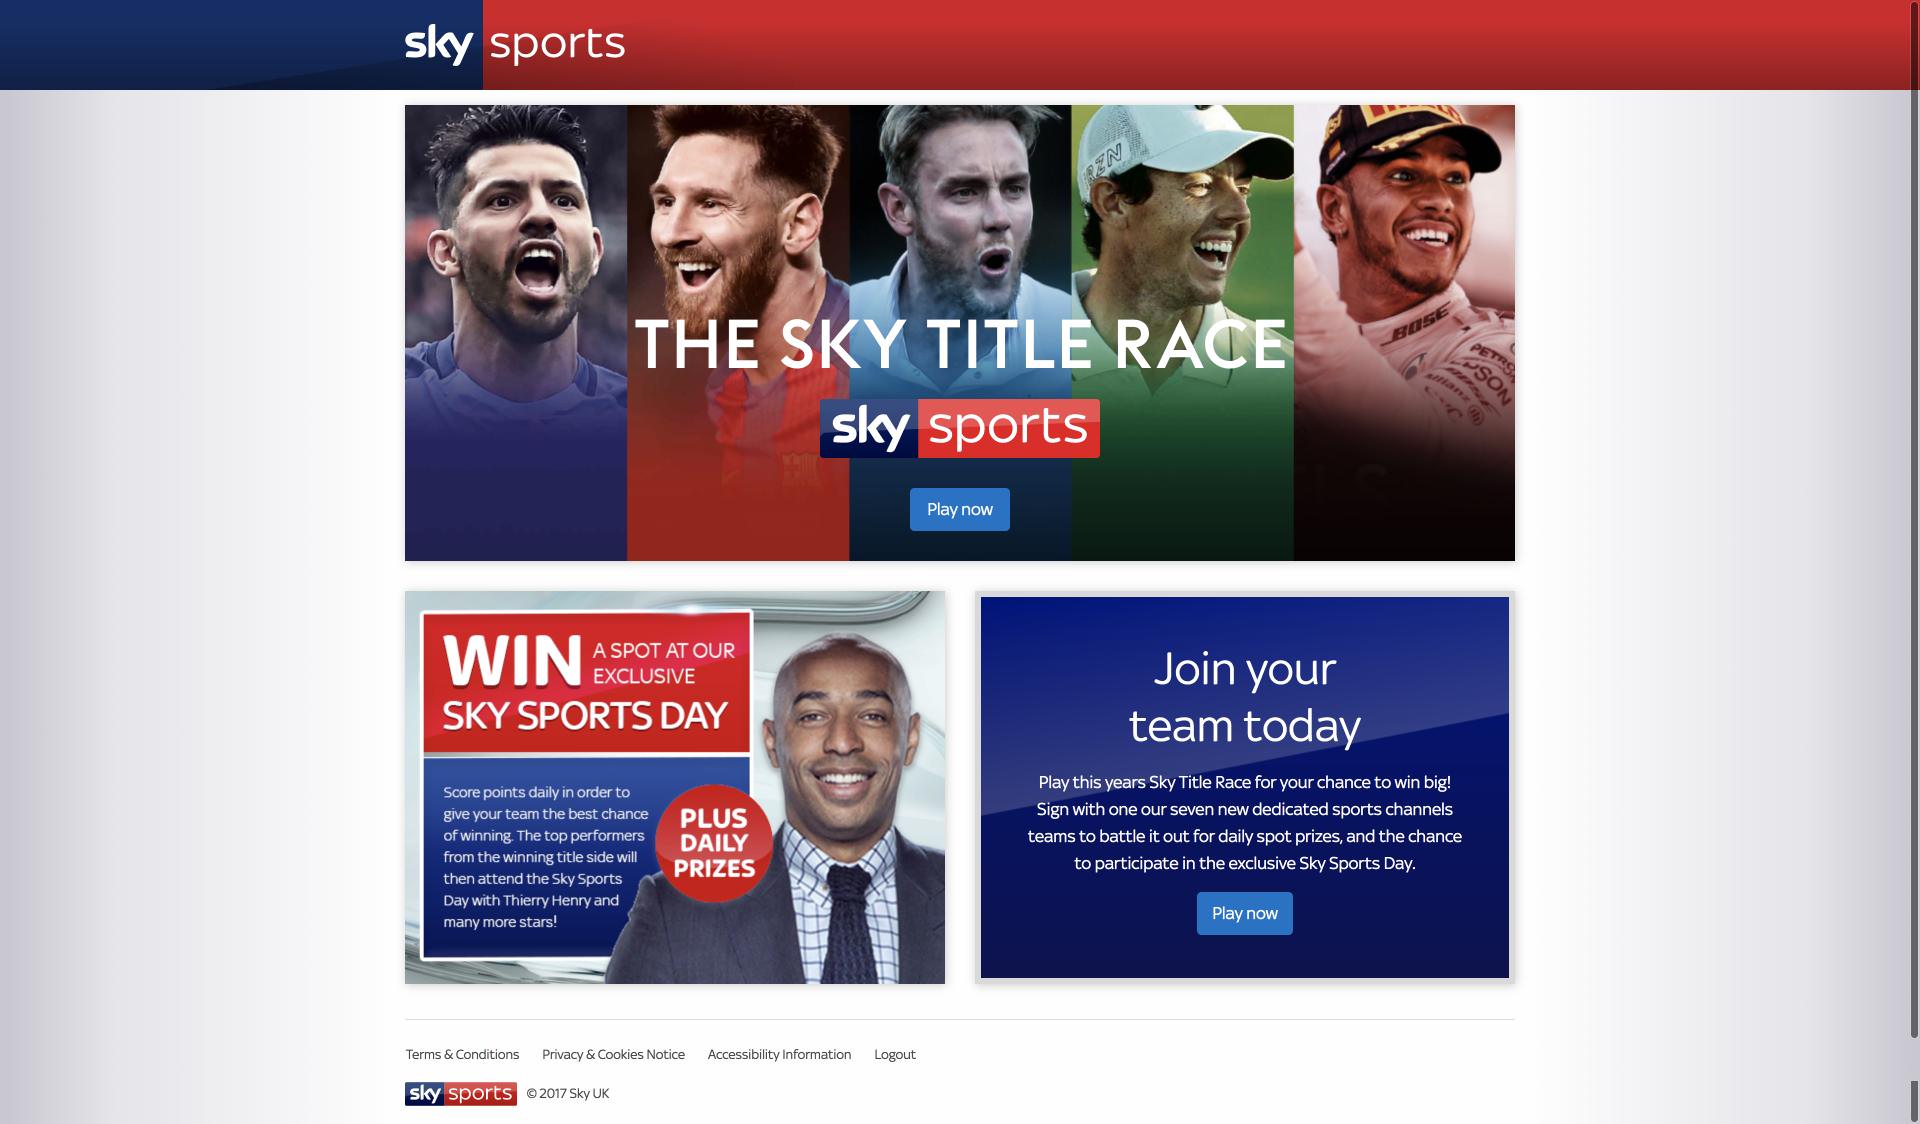 sky sports
RZN
THE SKY TITLE RACE
BOSE
sky sports
Play now
WIN A SPOT AT OUR
EXCLUSIVE
SKY SPORTS DAY
Score points daily in order to
give your team the best chance
of winning. The top performers
from the winning title side will
then attend the Sky Sports
Day with Thierry Henry and
many more stars!
PLUS
DAILY
PRIZES
Join your
team today
Play this years Sky Title Race for your chance to win big!
Sign with one our seven new dedicated sports channels
teams to battle it out for daily spot prizes, and the chance
to participate in the exclusive Sky Sports Day.
Play now
Terms & Conditions Privacy & Cookies Notice Accessibility Information Logout
sky sports © 2017 Sky UK